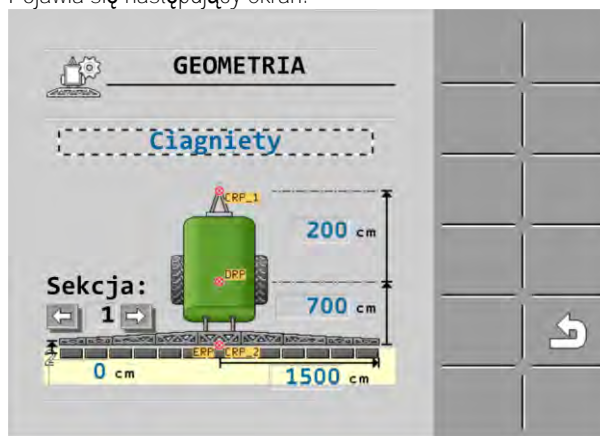 Pojawia się następujący ekran:
GEOMETRIA
Ciagniety
CRP_1
200 cm
DRP
Sekcja:
1
700 cm
ERP CRP_2
0 cm
1500 cm